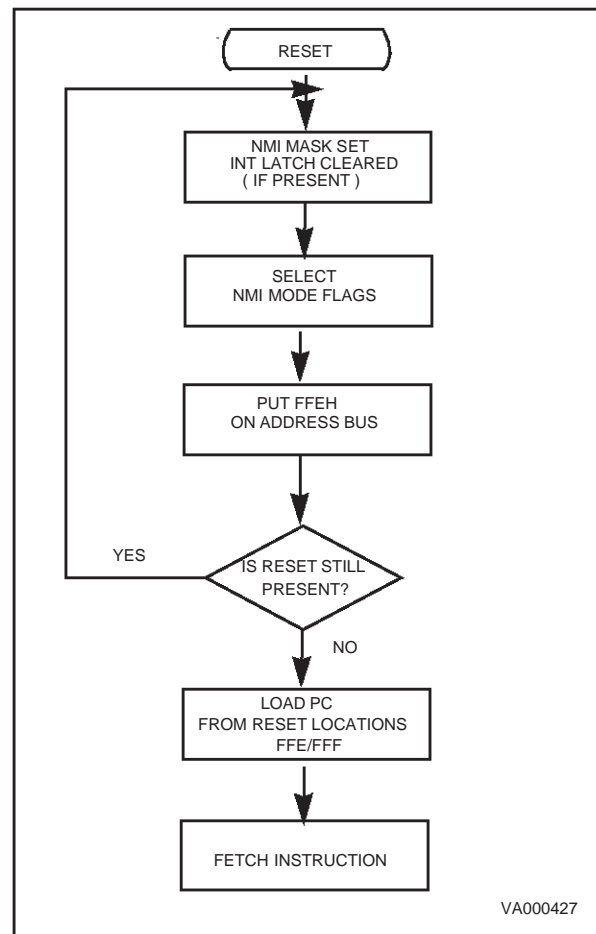 RESET
NMI MASK SET
INT LATCH CLEARED
( IF PRESENT )
SELECT
NMI MODE FLAGS
PUT FFEH
ON ADDRESS BUS
YES
IS RESET STILL
PRESENT?
NO
LOAD PC
FROM RESET LOCATIONS
FFE/FFF
FETCH INSTRUCTION
VA000427